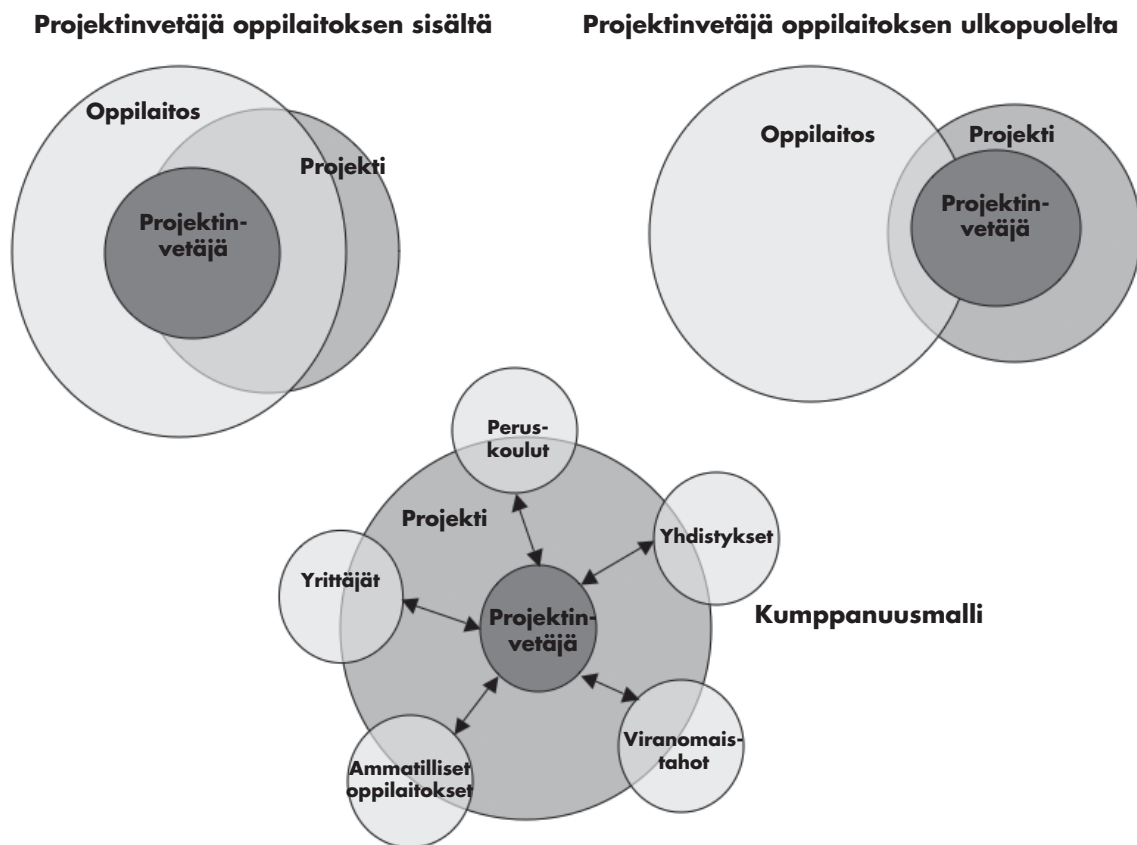 Projektinvetäjä oppilaitoksen sisältä
Projektinvetäjä oppilaitoksen ulkopuolelta
Oppilaitos
Projekti
Projektin-
vetäjä
Oppilaitos
Projekti
Projektin-
vetäjä
Perus-
koulut
Projekti
Yhdistykset
Yrittäjät
Projektin-
vetäjä
Kumppanuusmalli
Viranomais-
tahot
Ammatilliset
oppilaitokset